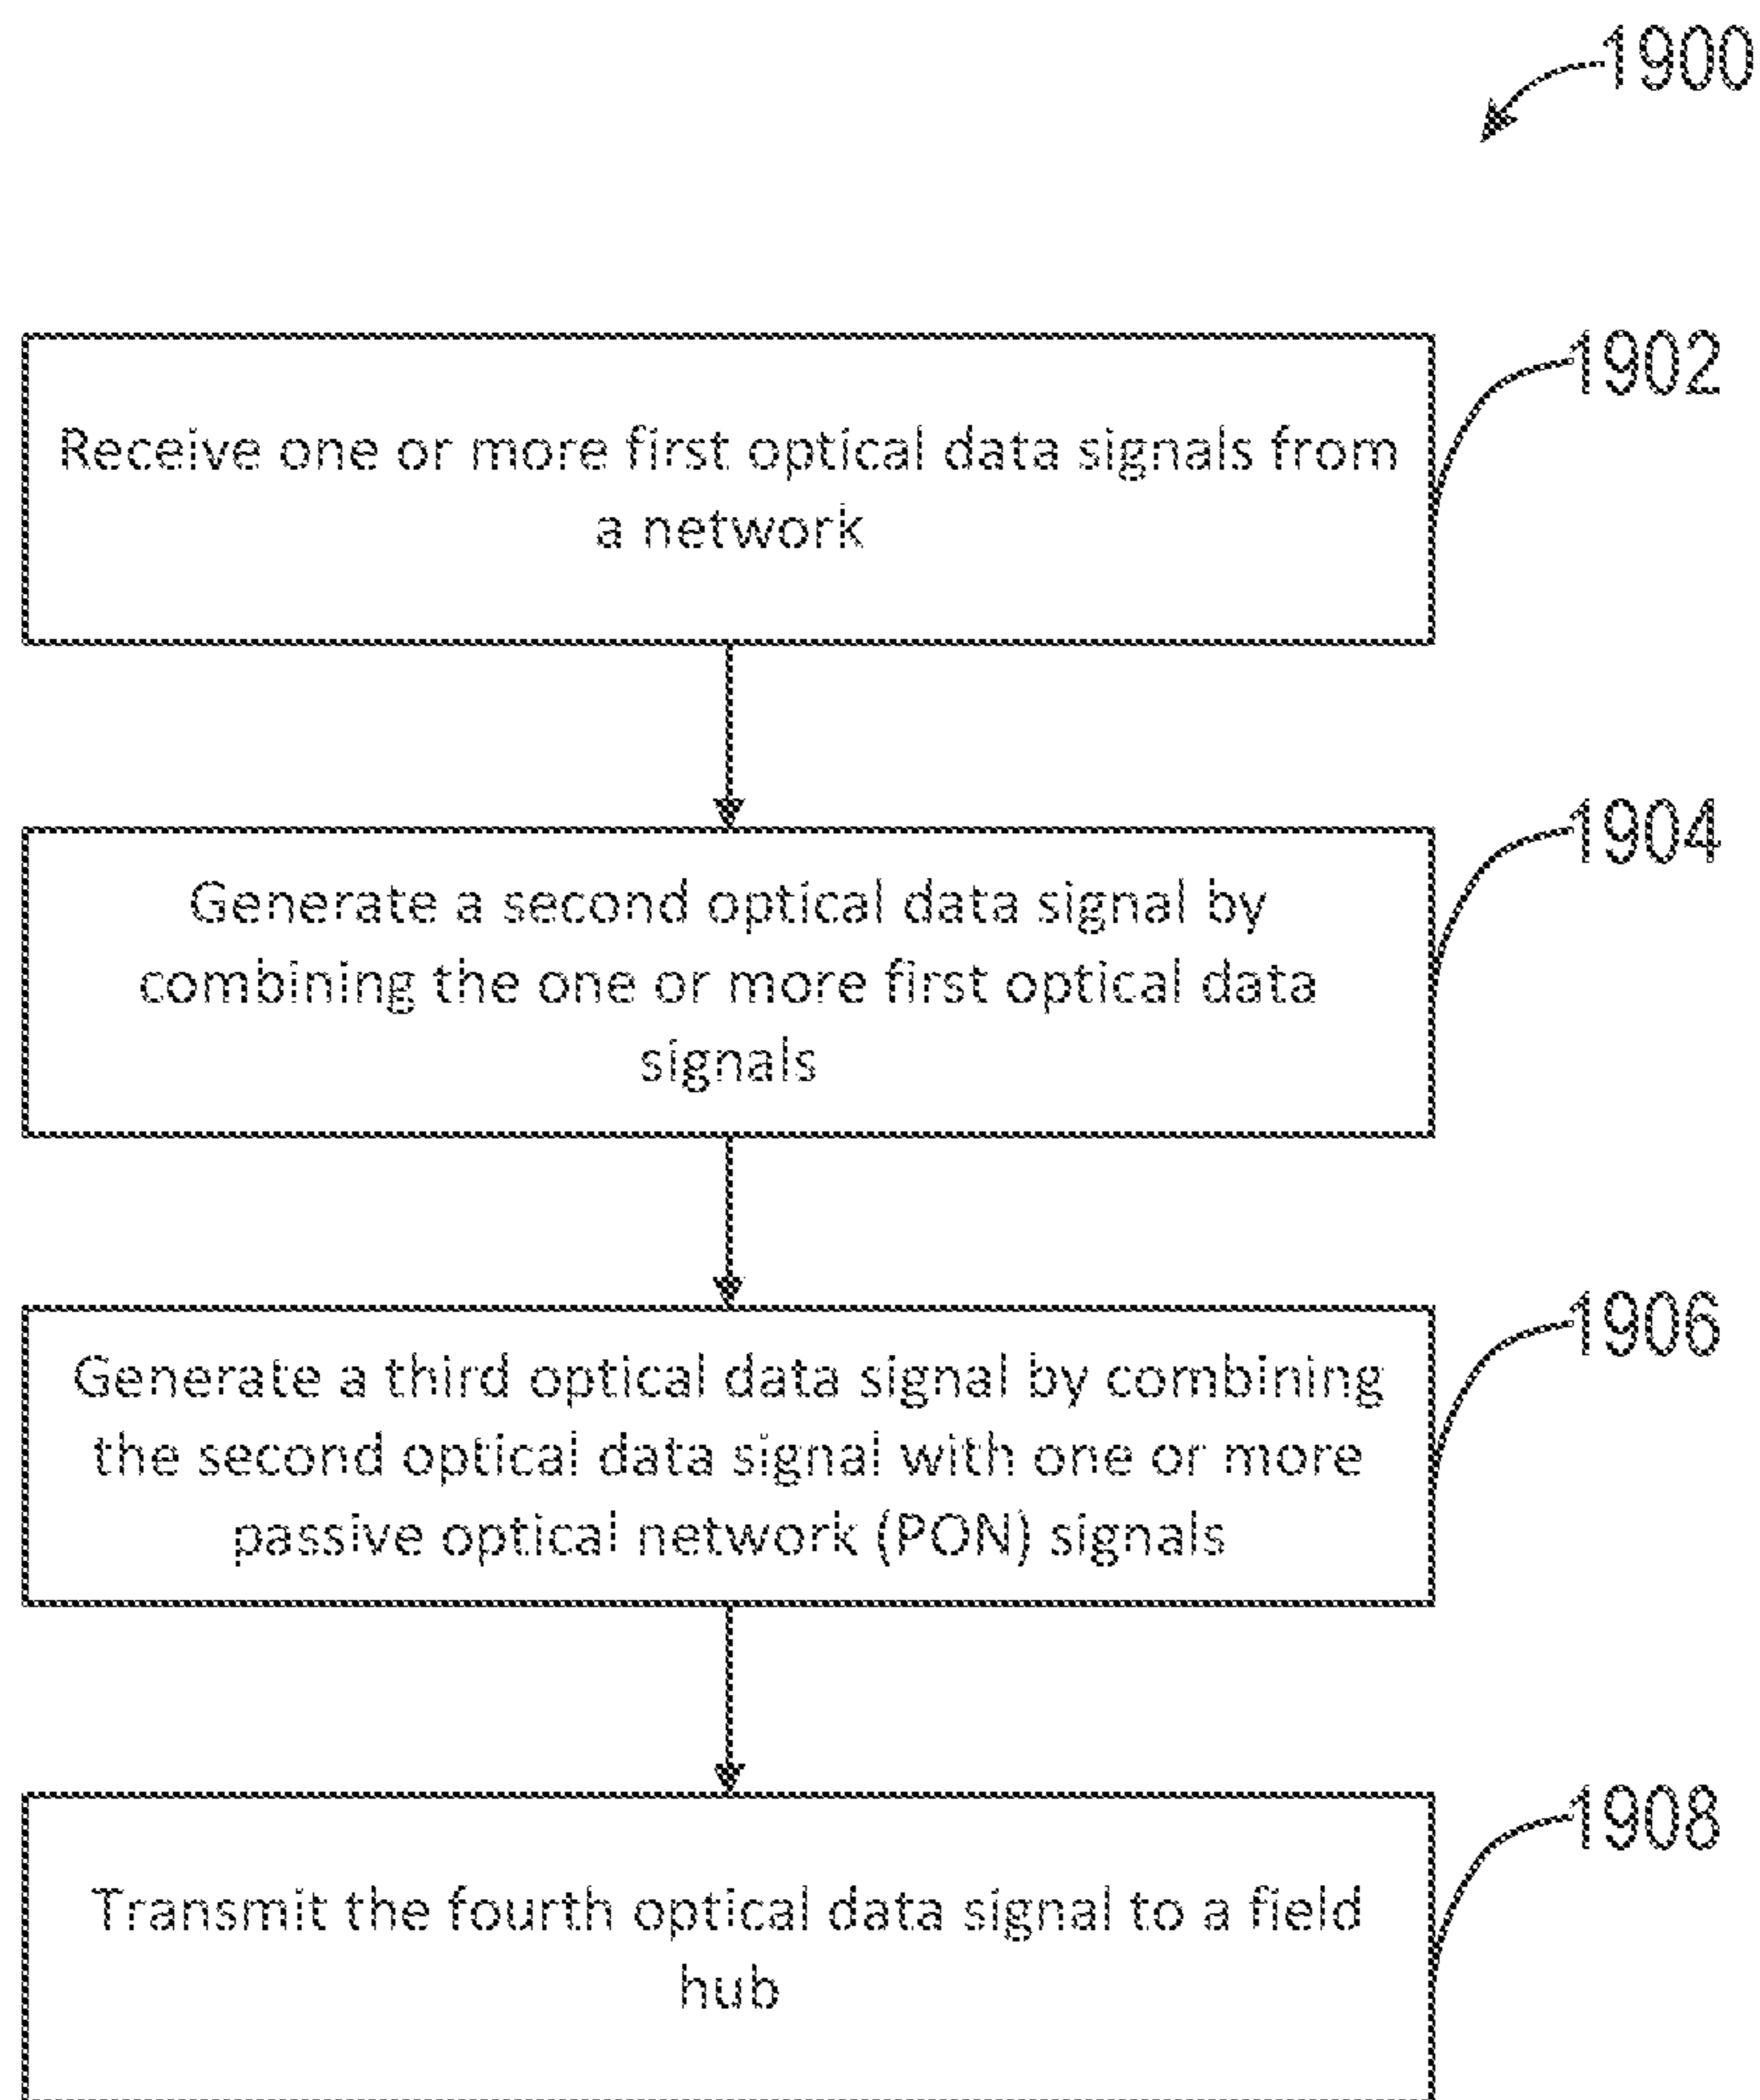 1900
1902
Receive one or more first optical data signals from
a network
1904
Generate a second optical data signal by
combining the one or more first optical data
signals
1906
Generate a third optical data signal by combining
the second optical data signal with one or more
passive optical network (PON) signals
1908
Transmit the fourth optical data signal to a field
hub